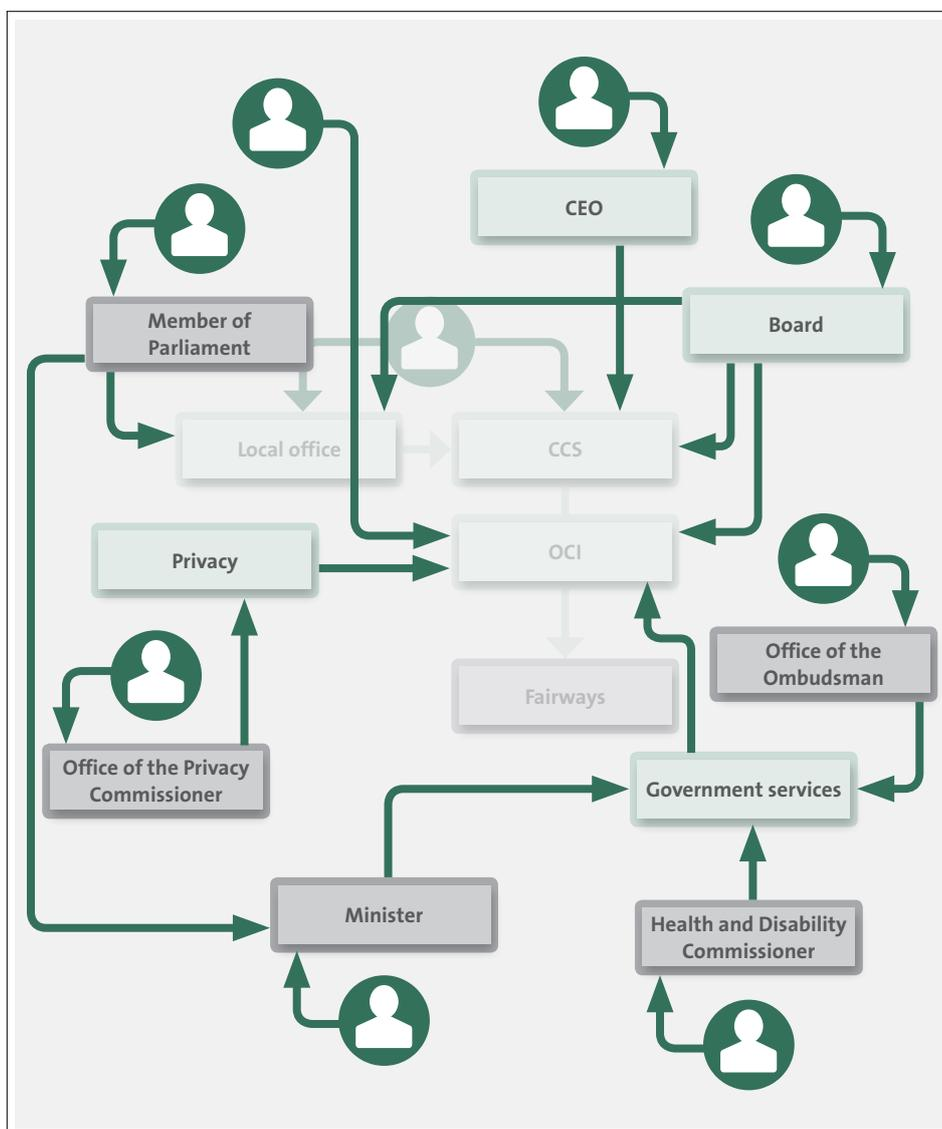 CEO
Member of
Parliament
Board
Local office
CCS
Privacy
OCI
Office of the
Ombudsman
Fairways
Office of the Privacy
Commissioner
Government services
Minister
Health and Disability
Commissioner